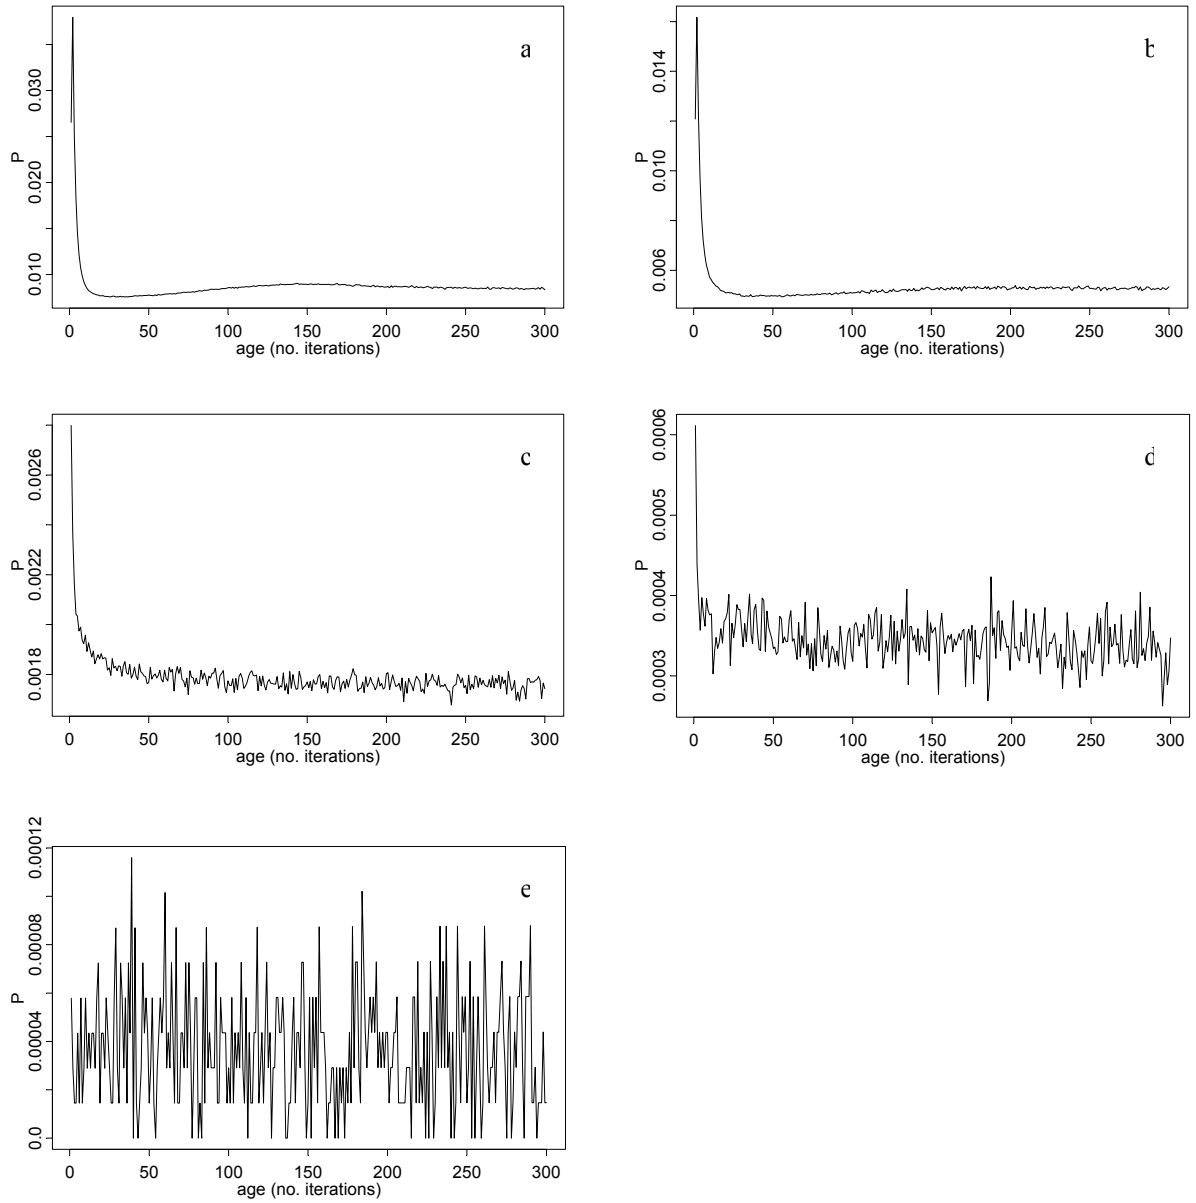 a
P
0.010 0.020 0.030
0 50 100 150 200 250 300
age (no. iterations)
b
P
0.006 0.010 0.014
0 50 100 150 200 250 300
age (no. iterations)
c
P
0.0018 0.0022 0.0026
0 50 100 150 200 250 300
age (no. iterations)
d
P
0.0003 0.0004 0.0005 0.0006
0 50 100 150 200 250 300
age (no. iterations)
e
P
0.0 0.00004 0.00008 0.00012
0 50 100 150 200 250 300
age (no. iterations)